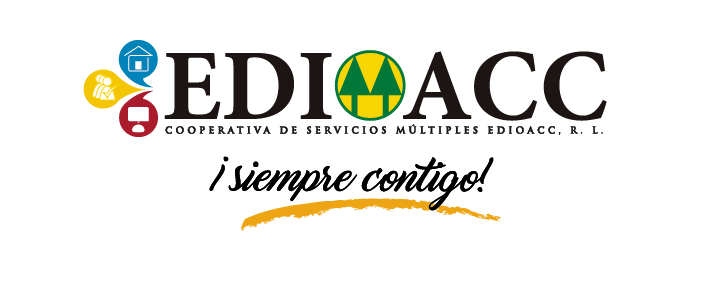 EDIOACC
COOPERATIVA DE SERVICIOS MÚLTIPLES EDIOACC, R. L.
¡siempre contigo!